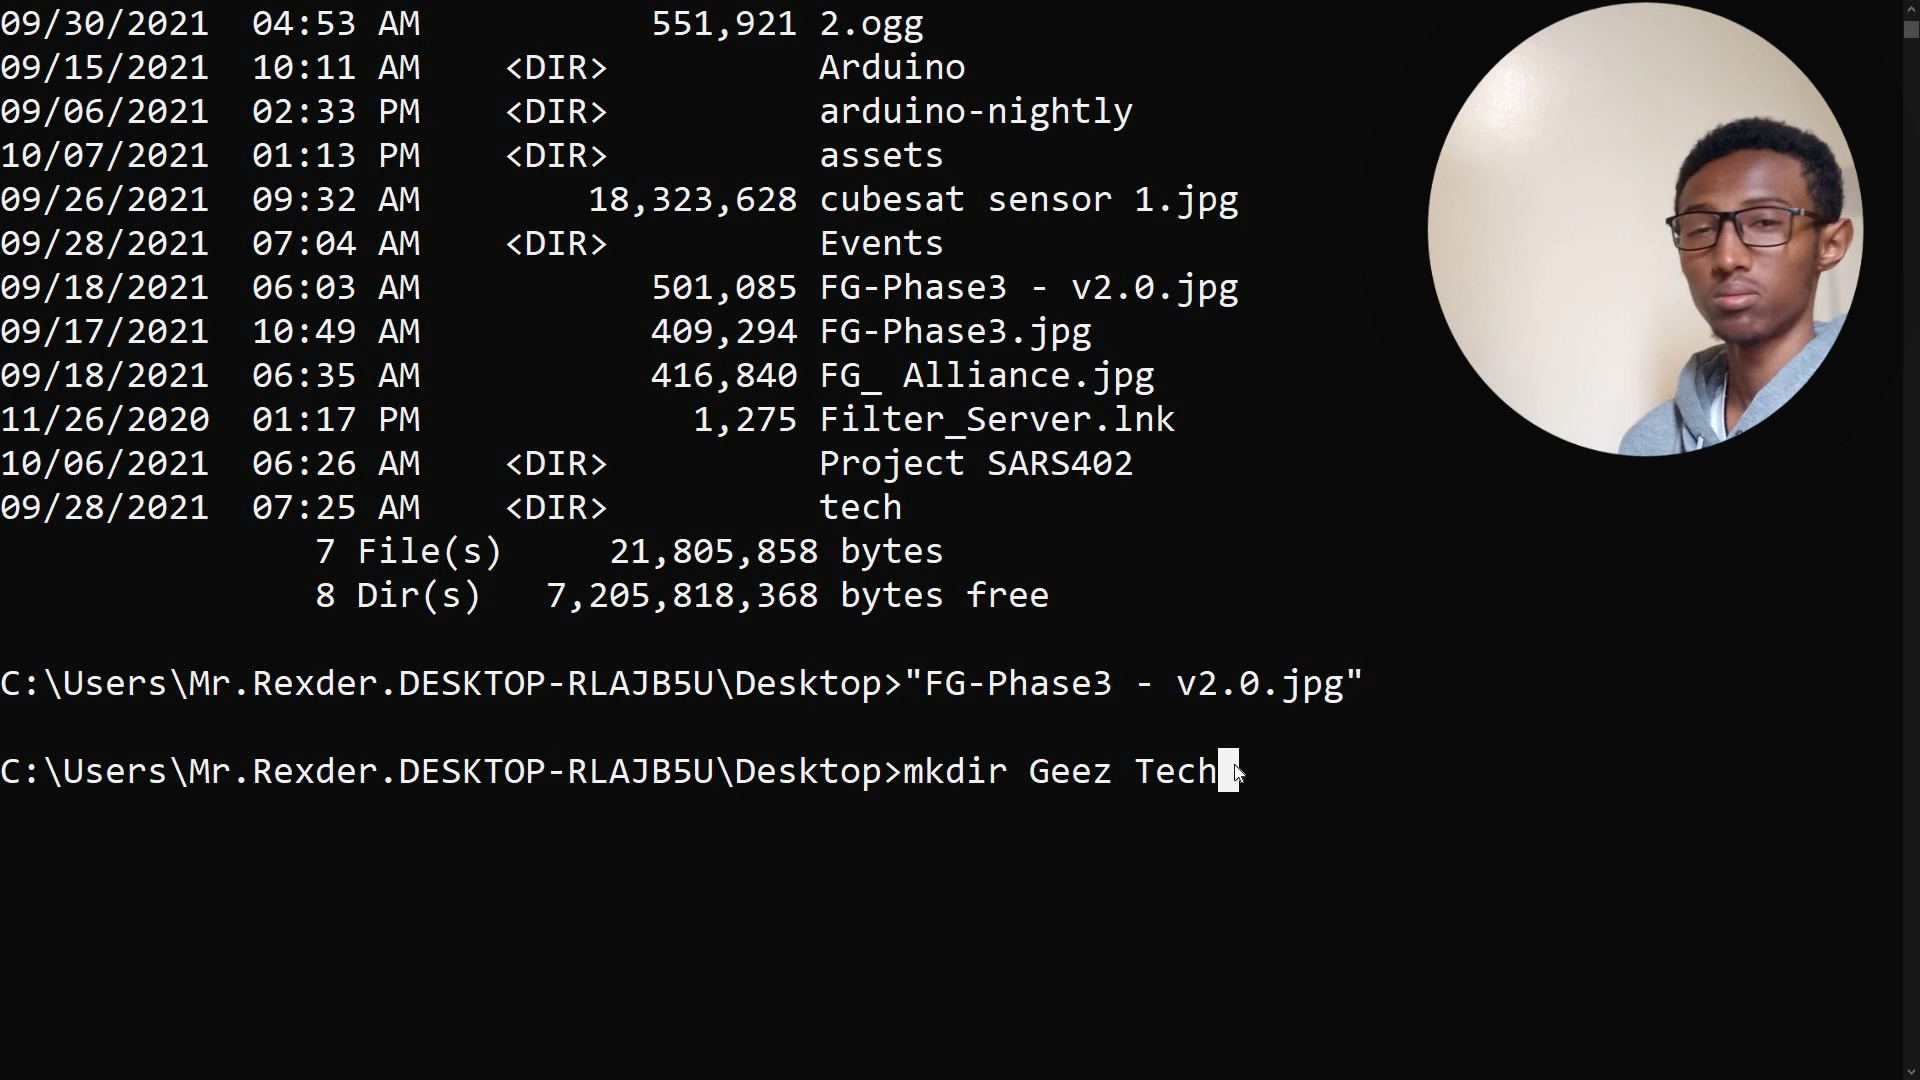 09/30/2021  04:53 AM           551,921 2.ogg
09/15/2021  10:11 AM    <DIR>          Arduino
09/06/2021  02:33 PM    <DIR>          arduino-nightly
10/07/2021  01:13 PM    <DIR>          assets
09/26/2021  09:32 AM        18,323,628 cubesat sensor 1.jpg
09/28/2021  07:04 AM    <DIR>          Events
09/18/2021  06:03 AM           501,085 FG-Phase3 - v2.0.jpg
09/17/2021  10:49 AM           409,294 FG-Phase3.jpg
09/18/2021  06:35 AM           416,840 FG_ Alliance.jpg
11/26/2020  01:17 PM             1,275 Filter_Server.lnk
10/06/2021  06:26 AM    <DIR>          Project SARS402
09/28/2021  07:25 AM    <DIR>          tech
               7 File(s)     21,805,858 bytes
               8 Dir(s)   7,205,818,368 bytes free
C:\Users\Mr.Rexder.DESKTOP-RLAJB5U\Desktop>"FG-Phase3 - v2.0.jpg"
C:\Users\Mr.Rexder.DESKTOP-RLAJB5U\Desktop>mkdir Geez Tech